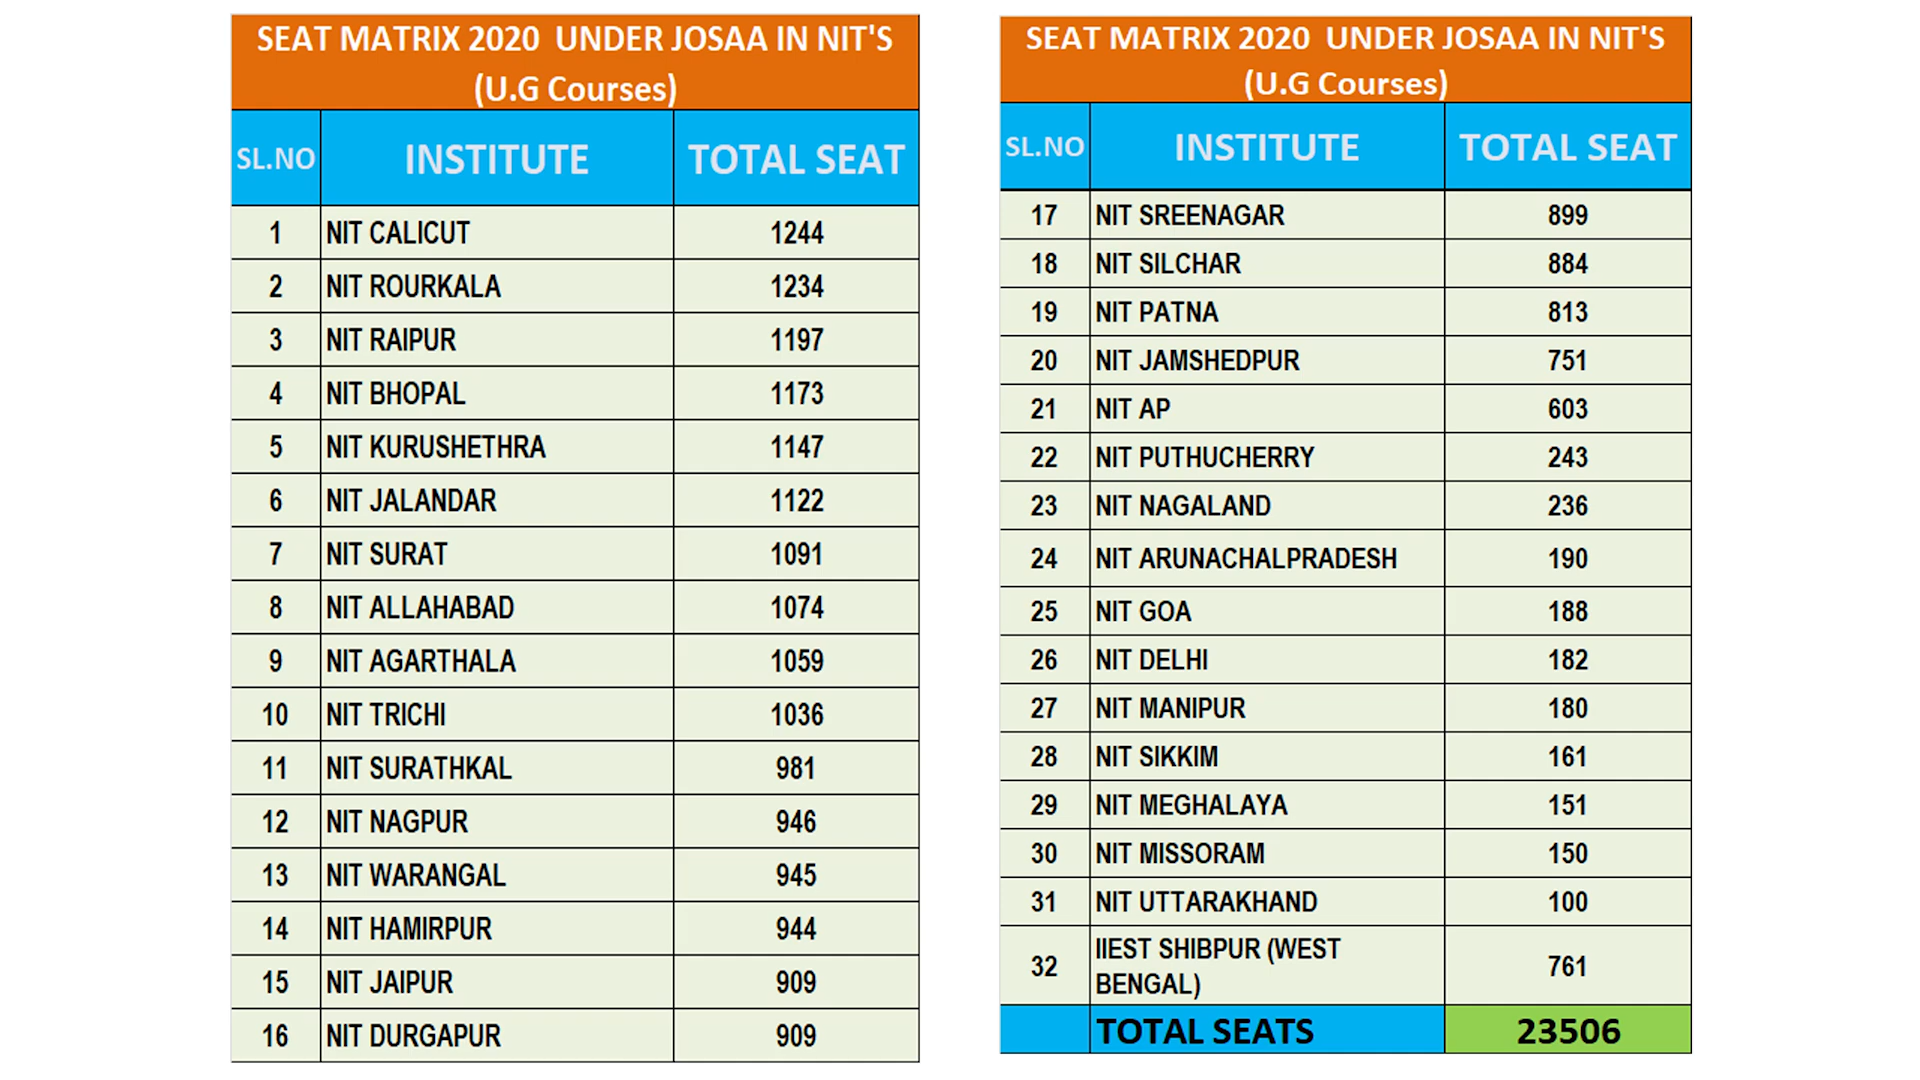 SEAT MATRIX 2020 UNDER JOSAA IN NIT'S
(U.G Courses)
SL.NO INSTITUTE TOTAL SEAT
1 NIT CALICUT 1244
2 NIT ROURKALA 1234
3 NIT RAIPUR 1197
4 NIT BHOPAL 1173
5 NIT KURUSHETHRA 1147
6 NIT JALANDAR 1122
7 NIT SURAT 1091
8 NIT ALLAHABAD 1074
9 NIT AGARTHALA 1059
10 NIT TRICHI 1036
11 NIT SURATHKAL 981
12 NIT NAGPUR 946
13 NIT WARANGAL 945
14 NIT HAMIRPUR 944
15 NIT JAIPUR 909
16 NIT DURGAPUR 909
SEAT MATRIX 2020 UNDER JOSAA IN NIT'S
(U.G Courses)
SL.NO INSTITUTE TOTAL SEAT
17 NIT SREENAGAR 899
18 NIT SILCHAR 884
19 NIT PATNA 813
20 NIT JAMSHEDPUR 751
21 NIT AP 603
22 NIT PUTHUCHERRY 243
23 NIT NAGALAND 236
24 NIT ARUNACHALPRADESH 190
25 NIT GOA 188
26 NIT DELHI 182
27 NIT MANIPUR 180
28 NIT SIKKIM 161
29 NIT MEGHALAYA 151
30 NIT MISSORAM 150
31 NIT UTTARAKHAND 100
32 IIEST SHIBPUR (WEST
BENGAL) 761
TOTAL SEATS 23506